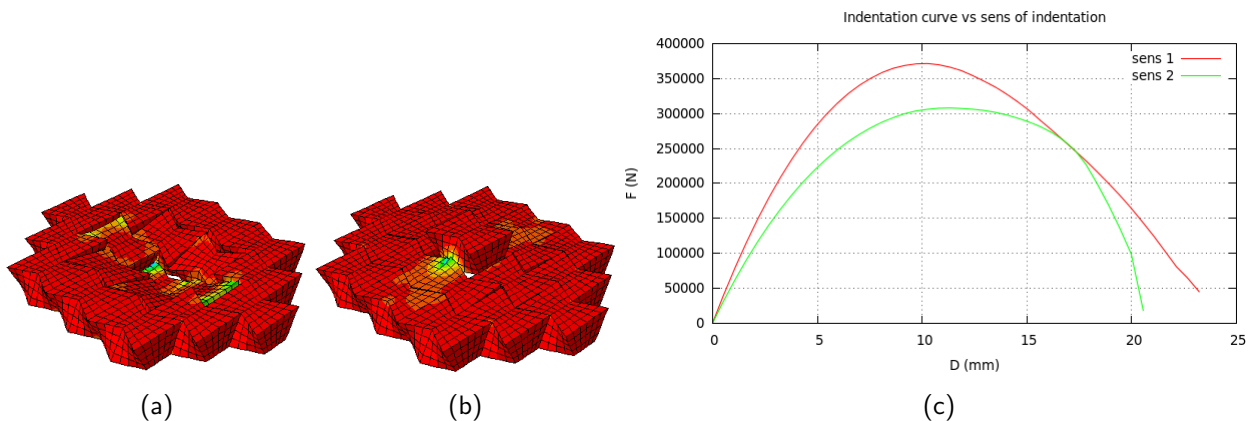 Indentation curve vs sens of indentation
400000
350000
300000
250000
200000
150000
100000
50000
0
F (N)
sens 1
sens 2
0 5 10 15 20 25
D (mm)
(a) (b) (c)